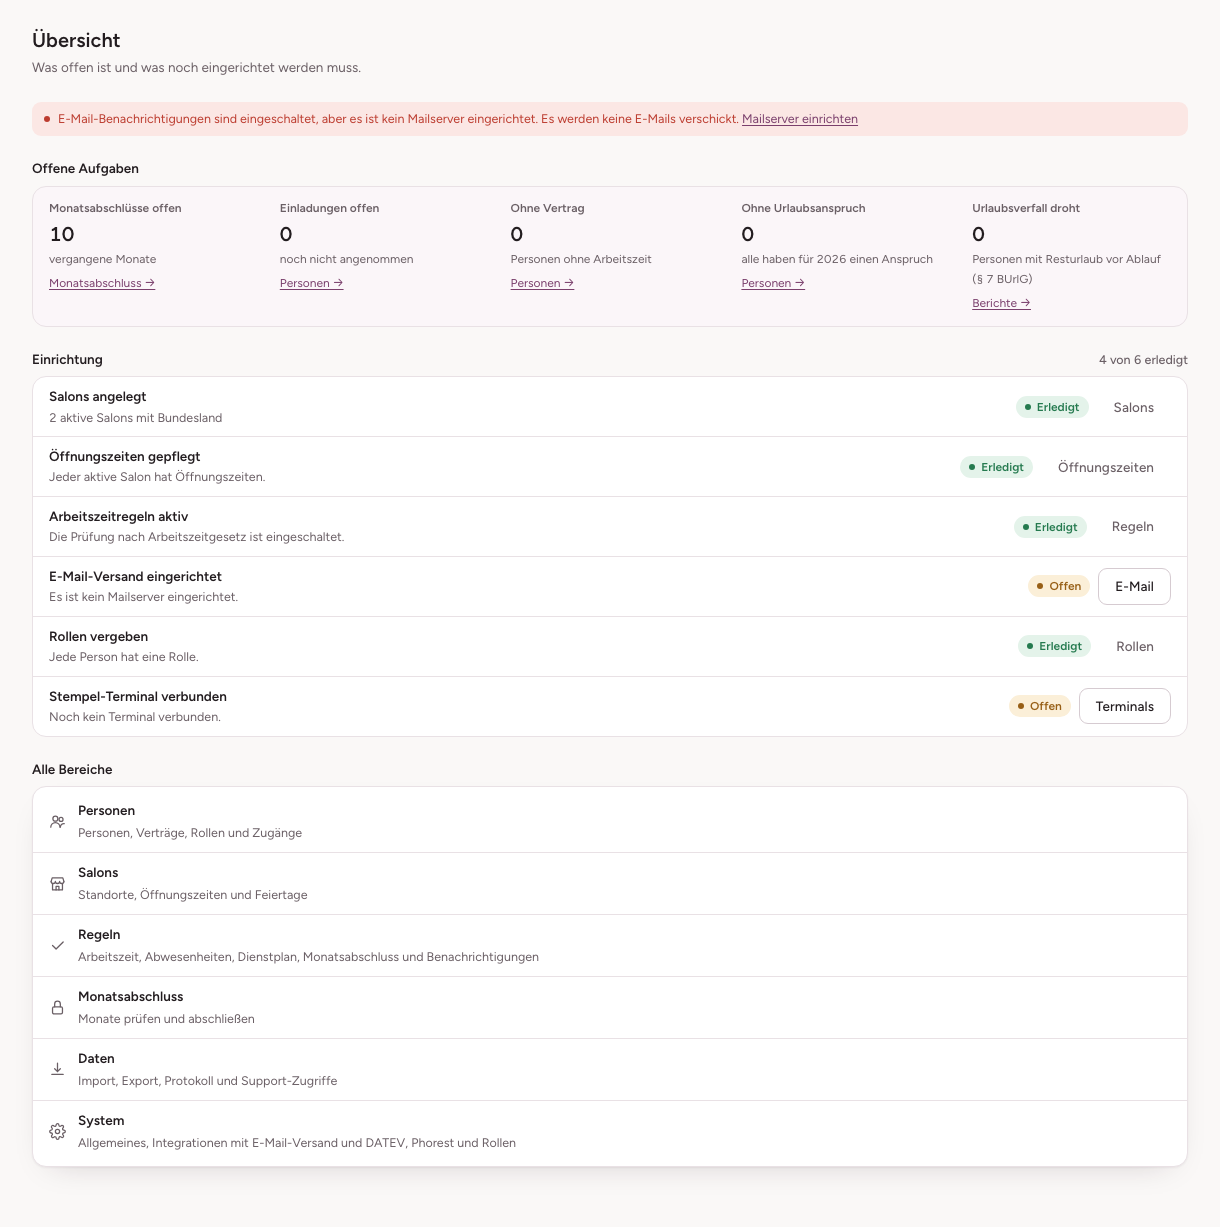 Übersicht
Was offen ist und was noch eingerichtet werden muss.
E-Mail-Benachrichtigungen sind eingeschaltet, aber es ist kein Mailserver eingerichtet. Es werden keine E-Mails verschickt. Mailserver einrichten
Offene Aufgaben
Monatsabschlüsse offen
10
vergangene Monate
Monatsabschluss →
Einladungen offen
0
noch nicht angenommen
Personen →
Ohne Vertrag
0
Personen ohne Arbeitszeit
Personen →
Ohne Urlaubsanspruch
0
alle haben für 2026 einen Anspruch
Personen →
Urlaubsverfall droht
0
Personen mit Resturlaub vor Ablauf
(§ 7 BUrlG)
Berichte →
Einrichtung
4 von 6 erledigt
Salons angelegt
2 aktive Salons mit Bundesland
Erledigt
Salons
Öffnungszeiten gepflegt
Jeder aktive Salon hat Öffnungszeiten.
Erledigt
Öffnungszeiten
Arbeitszeitregeln aktiv
Die Prüfung nach Arbeitszeitgesetz ist eingeschaltet.
Erledigt
Regeln
E-Mail-Versand eingerichtet
Es ist kein Mailserver eingerichtet.
Offen
E-Mail
Rollen vergeben
Jede Person hat eine Rolle.
Erledigt
Rollen
Stempel-Terminal verbunden
Noch kein Terminal verbunden.
Offen
Terminals
Alle Bereiche
Personen
Personen, Verträge, Rollen und Zugänge
Salons
Standorte, Öffnungszeiten und Feiertage
Regeln
Arbeitszeit, Abwesenheiten, Dienstplan, Monatsabschluss und Benachrichtigungen
Monatsabschluss
Monate prüfen und abschließen
Daten
Import, Export, Protokoll und Support-Zugriffe
System
Allgemeines, Integrationen mit E-Mail-Versand und DATEV, Phorest und Rollen